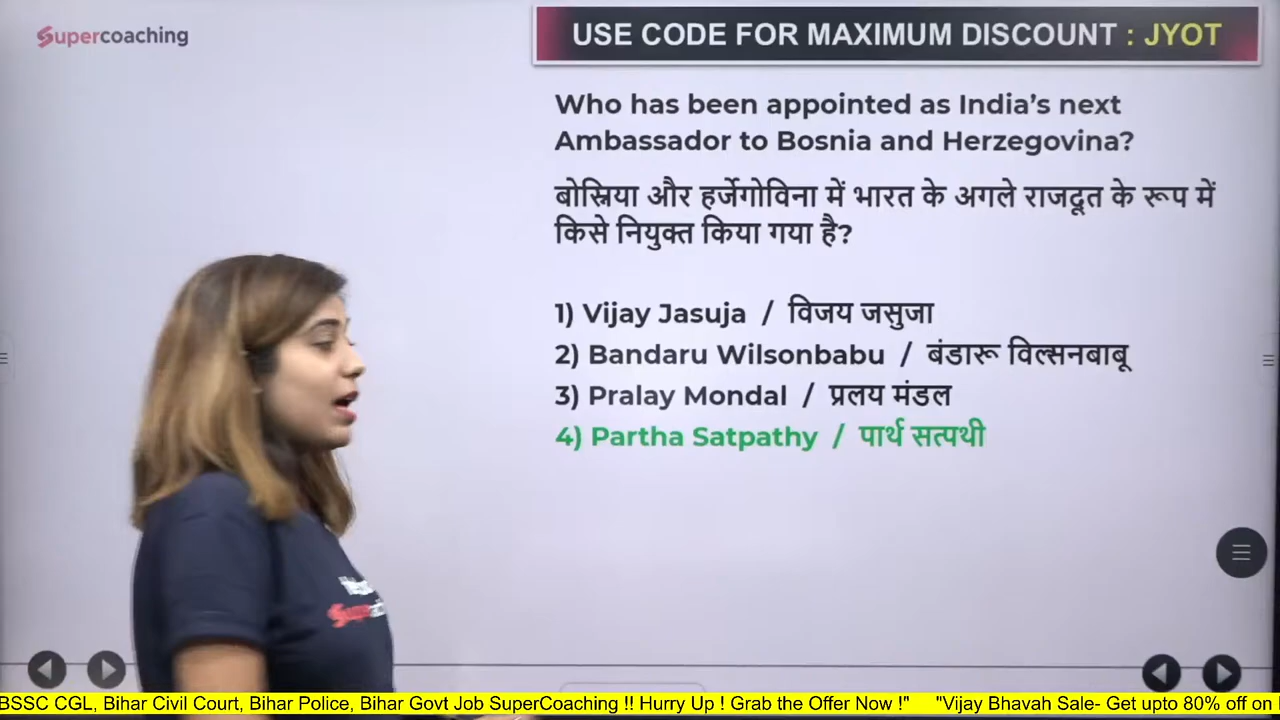 Supercoaching
USE CODE FOR MAXIMUM DISCOUNT : JYOT
Who has been appointed as India's next
Ambassador to Bosnia and Herzegovina?
बोस्निया और हर्जेगोविना में भारत के अगले राजदूत के रूप में
किसे नियुक्त किया गया है?
1) Vijay Jasuja / विजय जसुजा
2) Bandaru Wilsonbabu / बंडारू विल्सनबाबू
3) Pralay Mondal / प्रलय मंडल
4) Partha Satpathy / पार्थ सत्पथी
BSSC CGL, Bihar Civil Court, Bihar Police, Bihar Govt Job SuperCoaching !! Hurry Up ! Grab the Offer Now !" "Vijay Bhavah Sale- Get upto 80% off on